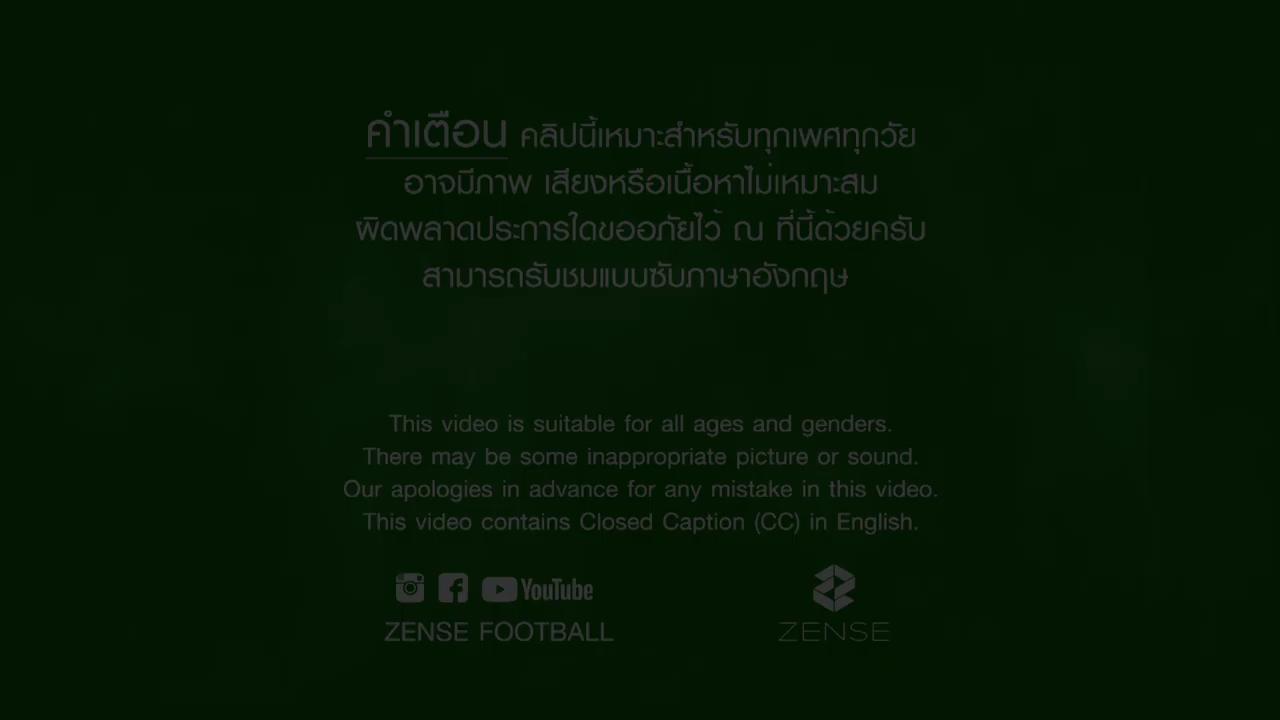 คำเตือน คลิปนี้เหมาะสำหรับทุกเพศทุกวัย
อาจมีภาพ เสียงหรือเนื้อหาไม่เหมาะสม
ผิดพลาดประการใดขออภัยไว้ ณ ที่นี้ด้วยครับ
สามารถรับชมแบบซับภาษาอังกฤษ
This video is suitable for all ages and genders.
There may be some inappropriate picture or sound.
Our apologies in advance for any mistake in this video.
This video contains Closed Caption (CC) in English.
YouTube
ZENSE FOOTBALL
ZENSE